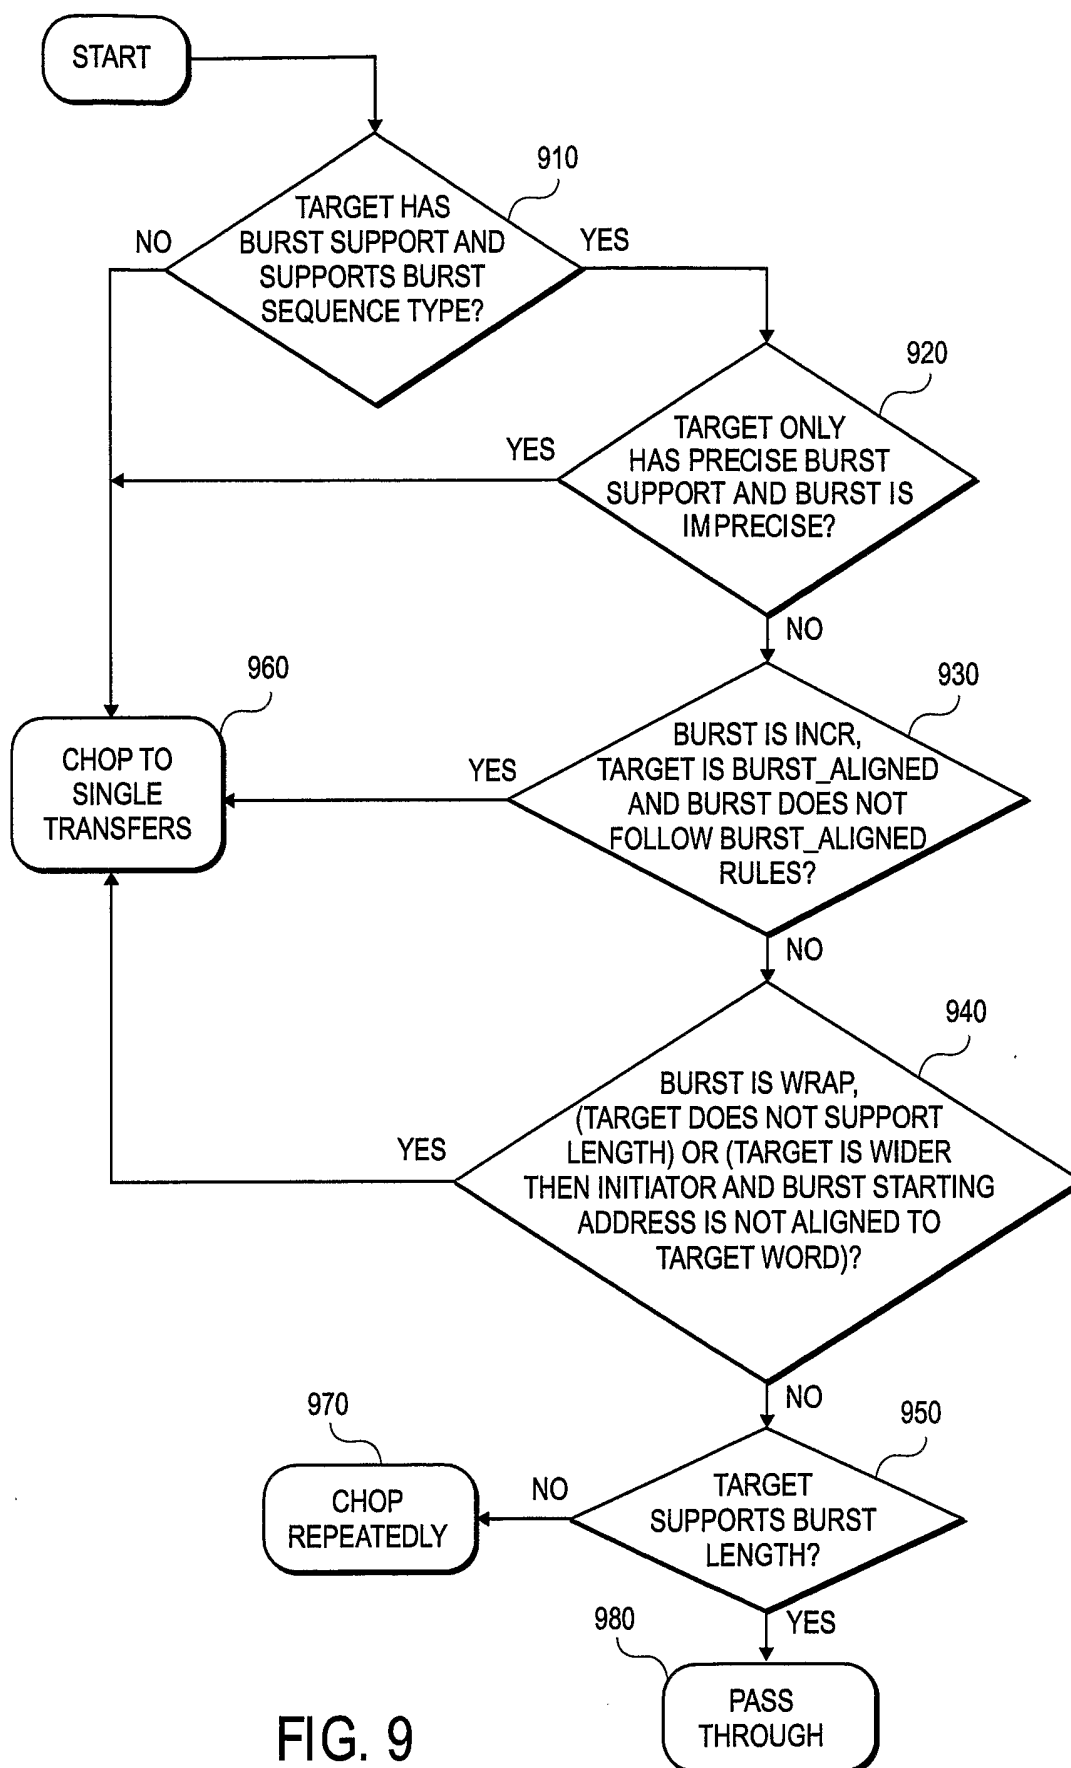 START
910
TARGET HAS
BURST SUPPORT AND
SUPPORTS BURST
SEQUENCE TYPE?
NO
YES
920
TARGET ONLY
HAS PRECISE BURST
SUPPORT AND BURST IS
IMPRECISE?
YES
NO
930
BURST IS INCR,
TARGET IS BURST_ALIGNED
AND BURST DOES NOT
FOLLOW BURST_ALIGNED
RULES?
YES
960
CHOP TO
SINGLE
TRANSFERS
NO
940
BURST IS WRAP,
(TARGET DOES NOT SUPPORT
LENGTH) OR (TARGET IS WIDER
THEN INITIATOR AND BURST STARTING
ADDRESS IS NOT ALIGNED TO
TARGET WORD)?
YES
NO
950
TARGET
SUPPORTS BURST
LENGTH?
NO
970
CHOP
REPEATEDLY
YES
980
PASS
THROUGH
FIG. 9